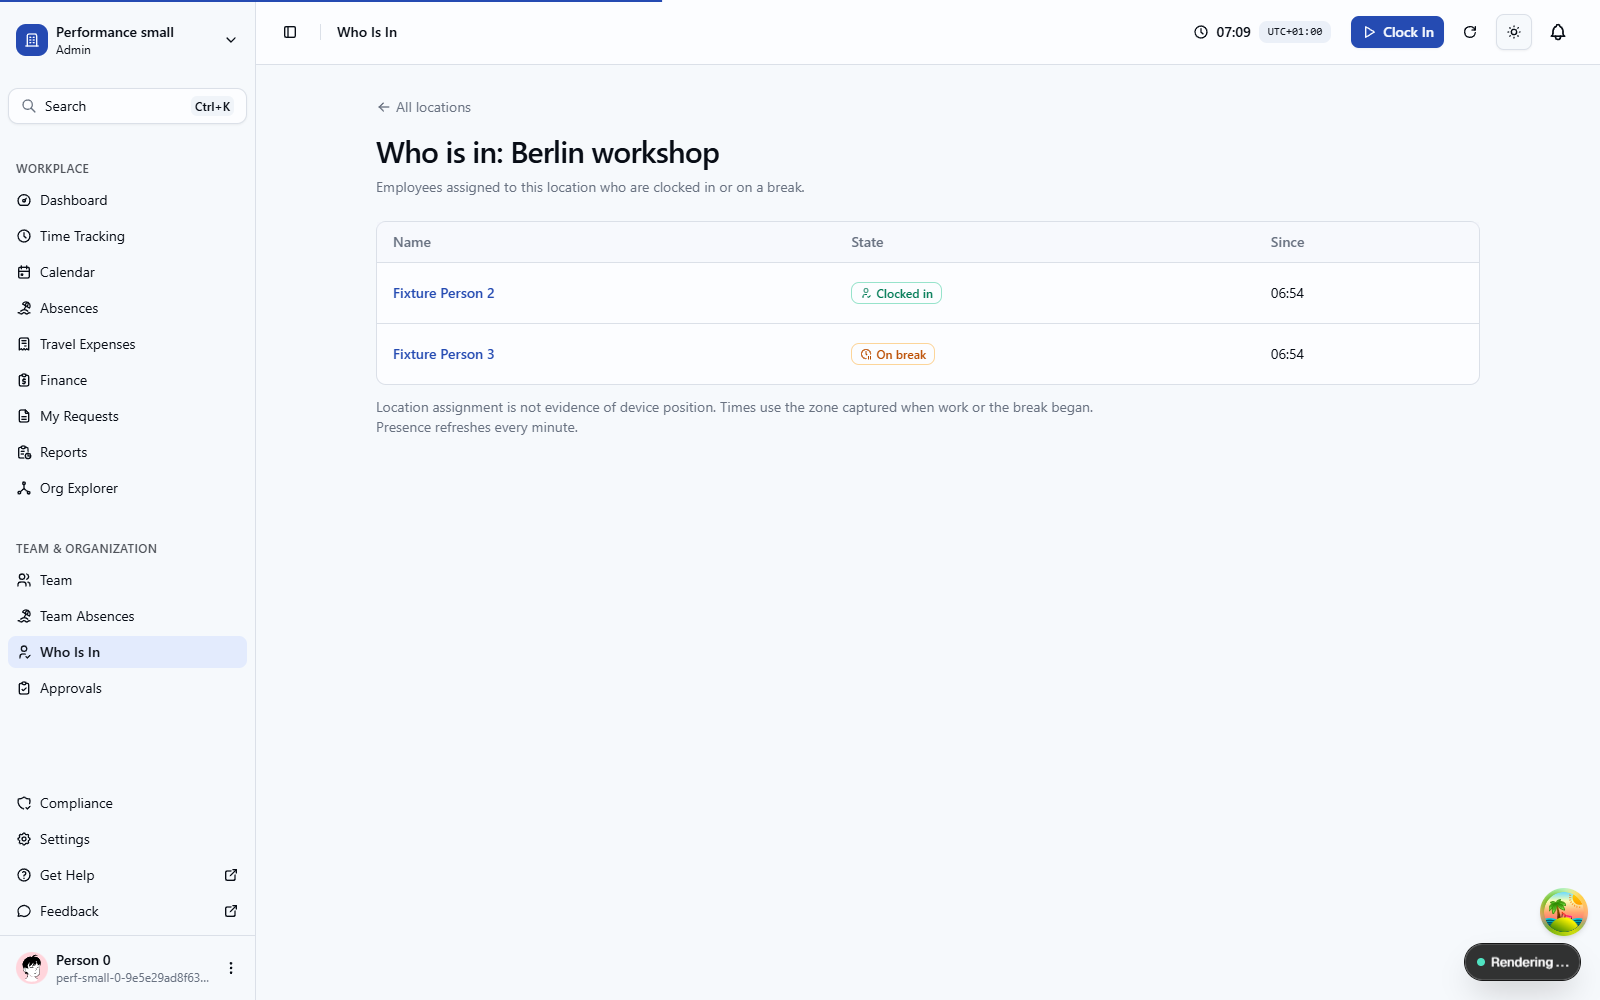 Performance small
Admin
Search
Ctrl+K
WORKPLACE
Dashboard
Time Tracking
Calendar
Absences
Travel Expenses
Finance
My Requests
Reports
Org Explorer
TEAM & ORGANIZATION
Team
Team Absences
Who Is In
Approvals
Compliance
Settings
Get Help
Feedback
Person 0
perf-small-0-9e5e29ad8f63...
Who Is In
07:09
UTC+01:00
Clock In
All locations
Who is in: Berlin workshop
Employees assigned to this location who are clocked in or on a break.
Name State Since
Fixture Person 2 Clocked in 06:54
Fixture Person 3 On break 06:54
Location assignment is not evidence of device position. Times use the zone captured when work or the break began.
Presence refreshes every minute.
Rendering...